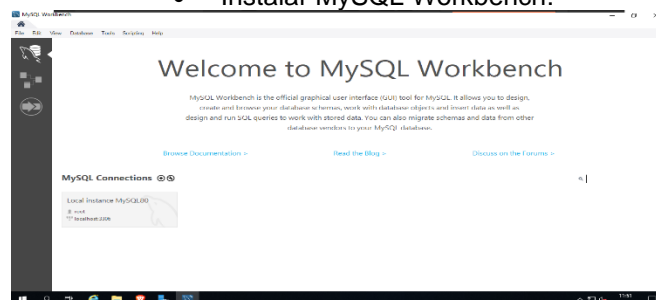 Instalar MySQL Workbench.
MySQL Workbench
File Edit View Database Tools Scripting Help
Welcome to MySQL Workbench
MySQL Workbench is the official graphical user interface (GUI) tool for MySQL. It allows you to design,
create and browse your database schemas, work with database objects and insert data as well as
design and run SQL queries to work with stored data. You can also migrate schemas and data from other
database vendors to your MySQL database.
Browse Documentation >
Read the Blog >
Discuss on the Forums >
MySQL Connections
Local instance MySQL80
root
localhost:3306
11:51